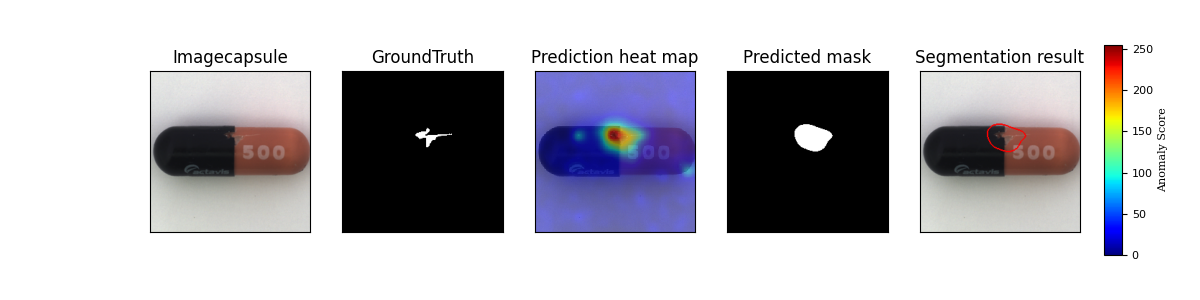 Imagecapsule
GroundTruth
Prediction heat map
Predicted mask
Segmentation result
500
actavis
500
actavis
500
actavis
250
200
150
100
50
0
Anomaly Score